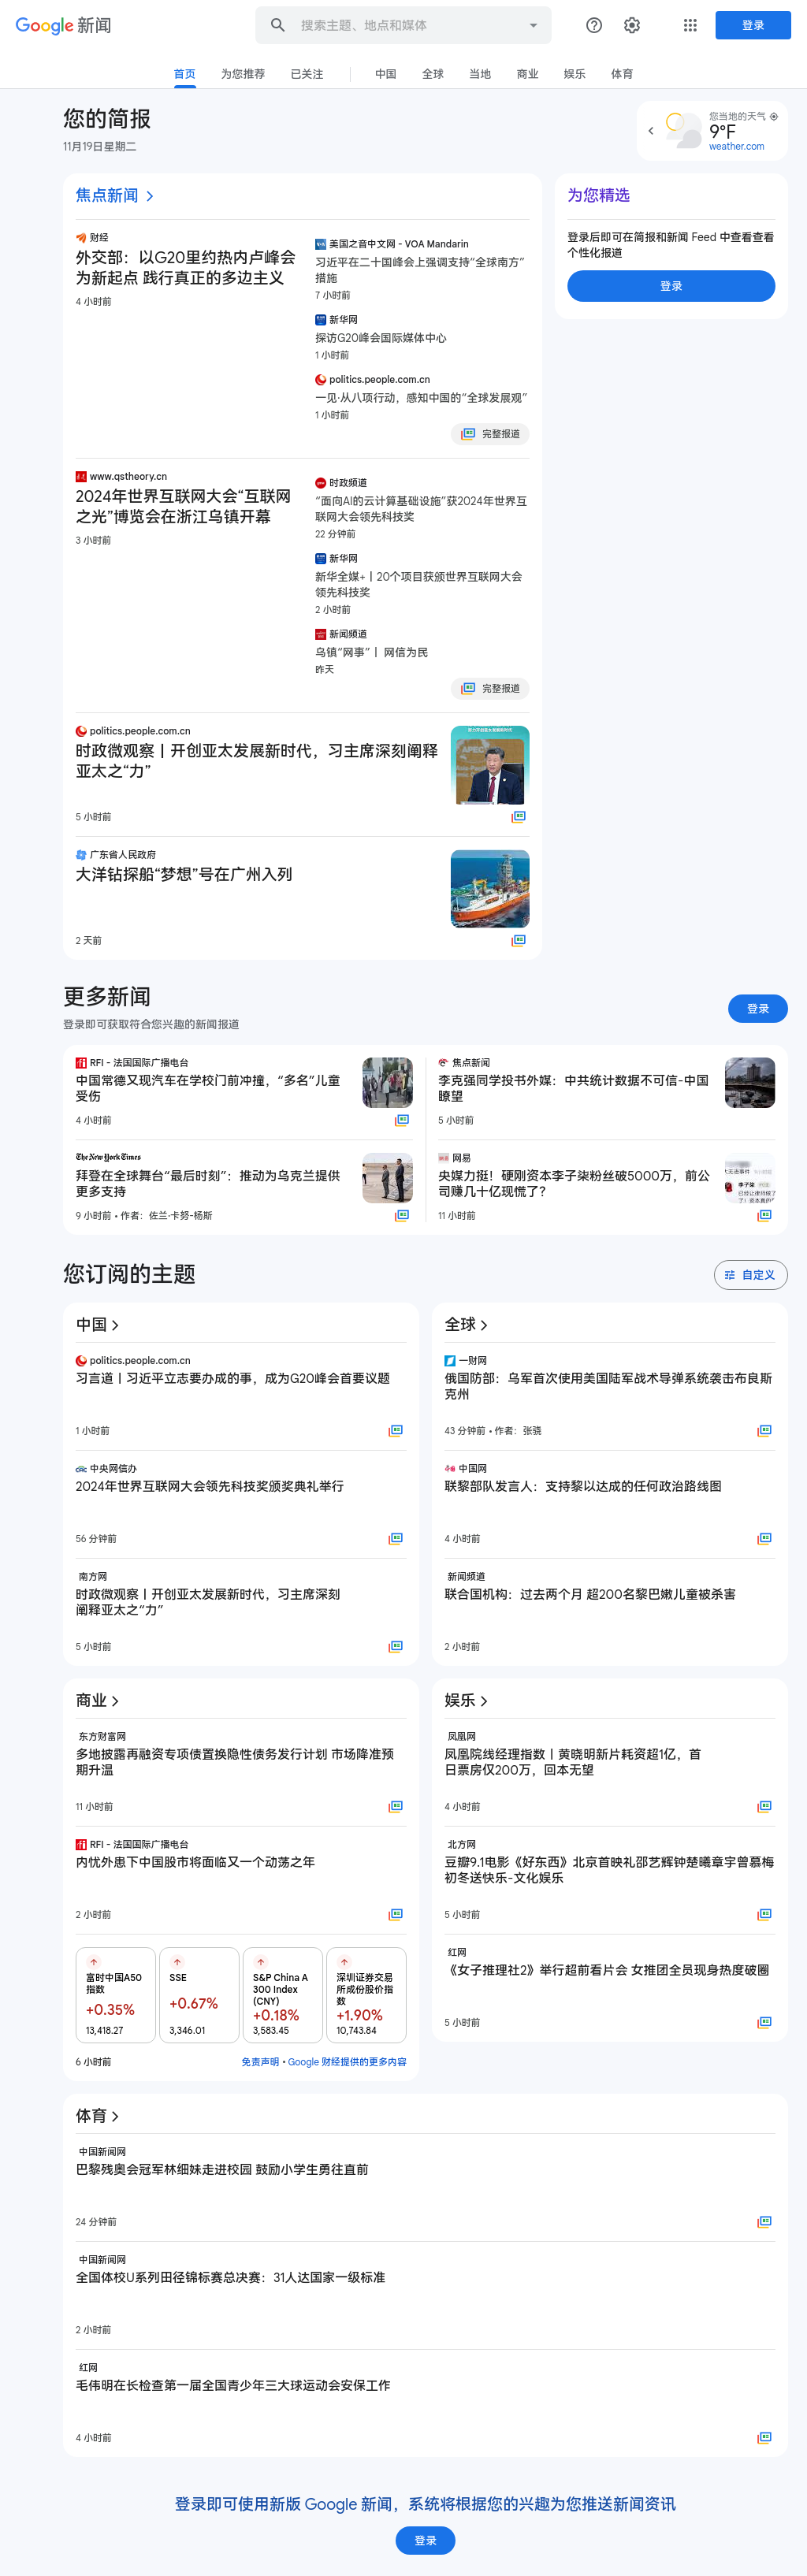 Google 新闻
搜索主题、地点和媒体
登录
首页
为您推荐
已关注
中国
全球
当地
商业
娱乐
体育
您的简报
11月19日星期二
您当地的天气
9°F
weather.com
焦点新闻
财经
外交部：以G20里约热内卢峰会
为新起点 践行真正的多边主义
4 小时前
美国之音中文网 - VOA Mandarin
习近平在二十国峰会上强调支持“全球南方”
措施
7 小时前
新华网
探访G20峰会国际媒体中心
1 小时前
politics.people.com.cn
一见·从八项行动，感知中国的“全球发展观”
1 小时前
完整报道
为您精选
登录后即可在简报和新闻 Feed 中查看查看
个性化报道
登录
www.qstheory.cn
2024年世界互联网大会“互联网
之光”博览会在浙江乌镇开幕
3 小时前
时政频道
“面向AI的云计算基础设施”获2024年世界互
联网大会领先科技奖
22 分钟前
新华网
新华全媒+丨20个项目获颁世界互联网大会
领先科技奖
2 小时前
新闻频道
乌镇“网事”丨 网信为民
昨天
完整报道
politics.people.com.cn
时政微观察丨开创亚太发展新时代，习主席深刻阐释
亚太之“力”
5 小时前
广东省人民政府
大洋钻探船“梦想”号在广州入列
2 天前
更多新闻
登录即可获取符合您兴趣的新闻报道
登录
RFI - 法国国际广播电台
中国常德又现汽车在学校门前冲撞，“多名”儿童
受伤
4 小时前
焦点新闻
李克强同学投书外媒：中共统计数据不可信-中国
瞭望
5 小时前
The New York Times
拜登在全球舞台“最后时刻”：推动为乌克兰提供
更多支持
9 小时前 • 作者：佐兰·卡努-杨斯
网易
央媒力挺！硬刚资本李子柒粉丝破5000万，前公
司赚几十亿现慌了？
11 小时前
您订阅的主题
自定义
中国
politics.people.com.cn
习言道丨习近平立志要办成的事，成为G20峰会首要议题
1 小时前
中央网信办
2024年世界互联网大会领先科技奖颁奖典礼举行
56 分钟前
南方网
时政微观察丨开创亚太发展新时代，习主席深刻
阐释亚太之“力”
5 小时前
全球
一财网
俄国防部：乌军首次使用美国陆军战术导弹系统袭击布良斯
克州
43 分钟前 • 作者：张骁
中国网
联黎部队发言人：支持黎以达成的任何政治路线图
4 小时前
新闻频道
联合国机构：过去两个月 超200名黎巴嫩儿童被杀害
2 小时前
商业
东方财富网
多地披露再融资专项债置换隐性债务发行计划 市场降准预
期升温
11 小时前
RFI - 法国国际广播电台
内忧外患下中国股市将面临又一个动荡之年
2 小时前
富时中国A50
指数
+0.35%
13,418.27
SSE
+0.67%
3,346.01
S&P China A
300 Index
(CNY)
+0.18%
3,583.45
深圳证券交易
所成份股价指
数
+1.90%
10,743.84
6 小时前
免责声明 • Google 财经提供的更多内容
娱乐
凤凰网
凤凰院线经理指数丨黄晓明新片耗资超1亿，首
日票房仅200万，回本无望
4 小时前
北方网
豆瓣9.1电影《好东西》北京首映礼邵艺辉钟楚曦章宇曾慕梅
初冬送快乐-文化娱乐
5 小时前
红网
《女子推理社2》举行超前看片会 女推团全员现身热度破圈
5 小时前
体育
中国新闻网
巴黎残奥会冠军林细妹走进校园 鼓励小学生勇往直前
24 分钟前
中国新闻网
全国体校U系列田径锦标赛总决赛：31人达国家一级标准
2 小时前
红网
毛伟明在长检查第一届全国青少年三大球运动会安保工作
4 小时前
登录即可使用新版 Google 新闻，系统将根据您的兴趣为您推送新闻资讯
登录